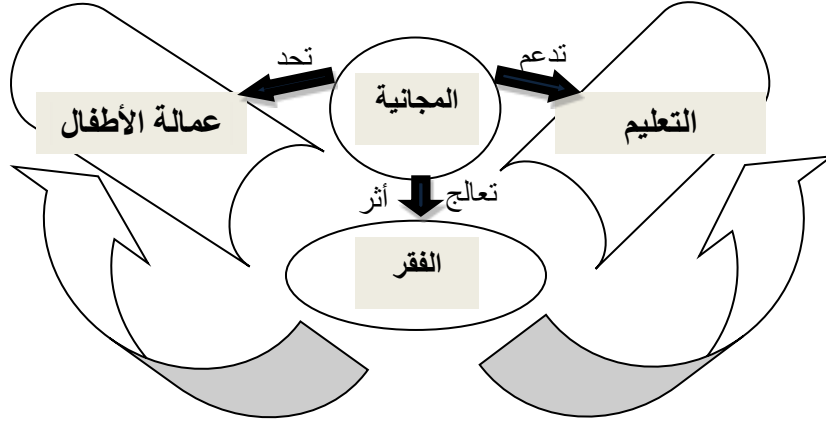 تدعم
تحد
المجانية
التعليم
عمالة الأطفال
تعالج
أثر
الفقر